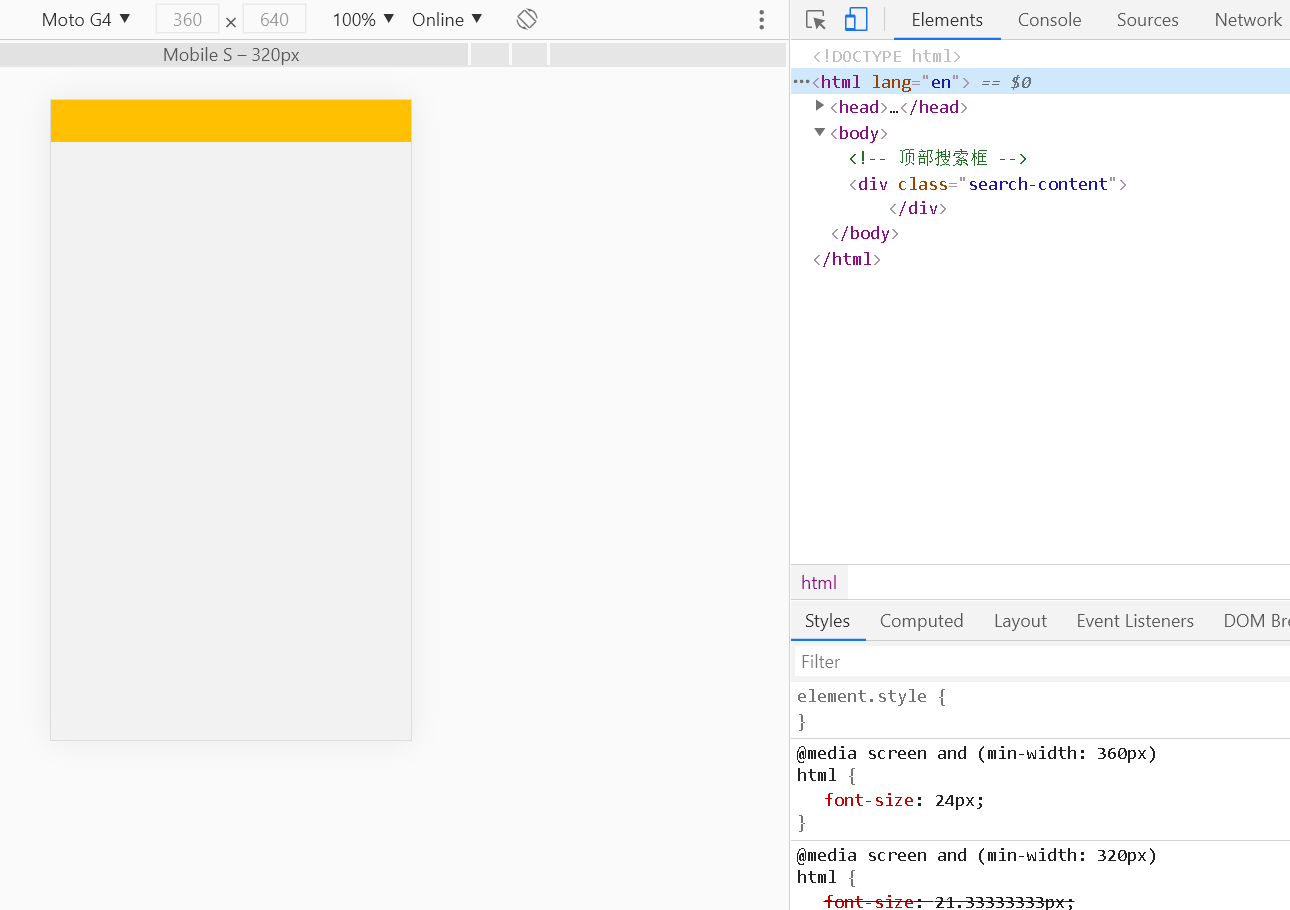 Moto G4 ▼ 360 × 640 100% ▼ Online ▼
Mobile S – 320px
Elements Console Sources Network
<!DOCTYPE html>
<html lang="en"> == $0
<head>…</head>
<body>
<!-- 顶部搜索框 -->
<div class="search-content">
</div>
</body>
</html>
html
Styles Computed Layout Event Listeners DOM Bre
Filter
element.style {
}
@media screen and (min-width: 360px)
html {
font-size: 24px;
}
@media screen and (min-width: 320px)
html {
font-size: 21.33333333px;